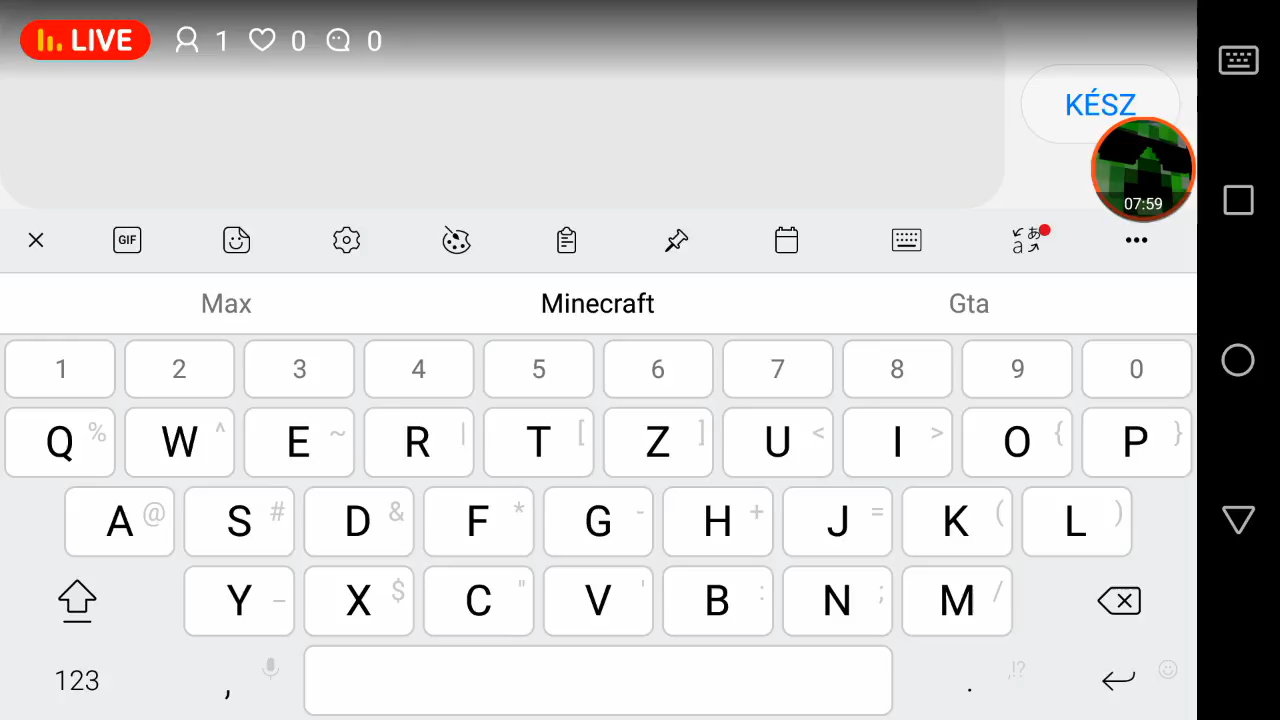 LIVE 1 0 0
KÉSZ
07:59
GIF
Max Minecraft Gta
1 2 3 4 5 6 7 8 9 0
Q % W ^ E ~ R | T [ Z ] U < I > O { P }
A @ S # D & F * G - H + J = K ( L )
Y _ X $ C " V ' B : N ; M /
123 , . ,!?